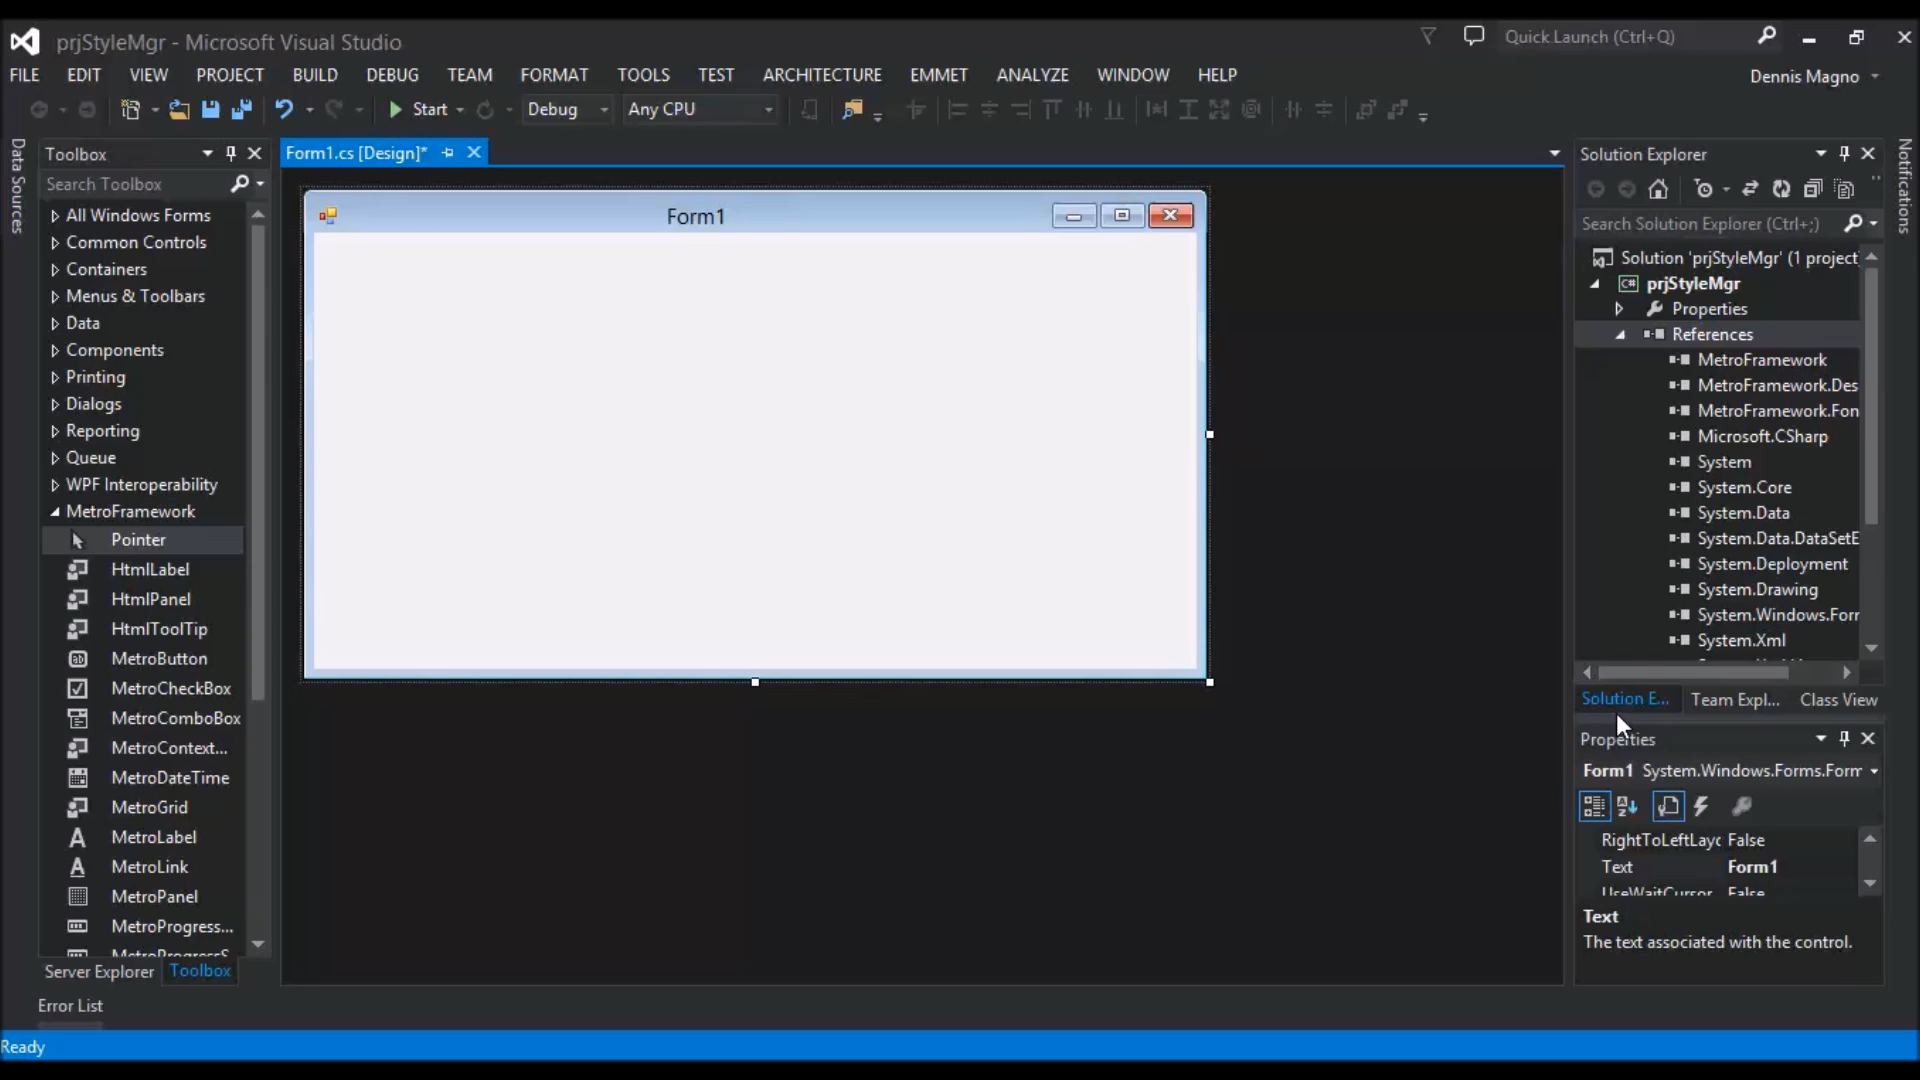 prjStyleMgr - Microsoft Visual Studio
Quick Launch (Ctrl+Q)
FILE EDIT VIEW PROJECT BUILD DEBUG TEAM FORMAT TOOLS TEST ARCHITECTURE EMMET ANALYZE WINDOW HELP
Dennis Magno
Start Debug Any CPU
Data Sources
Toolbox
Search Toolbox
All Windows Forms
Common Controls
Containers
Menus & Toolbars
Data
Components
Printing
Dialogs
Reporting
Queue
WPF Interoperability
MetroFramework
Pointer
HtmlLabel
HtmlPanel
HtmlToolTip
MetroButton
MetroCheckBox
MetroComboBox
MetroContext...
MetroDateTime
MetroGrid
MetroLabel
MetroLink
MetroPanel
MetroProgress...
MetroProgressS
Server Explorer Toolbox
Error List
Ready
Form1.cs [Design]*
Form1
Solution Explorer
Search Solution Explorer (Ctrl+;)
Solution 'prjStyleMgr' (1 project
C# prjStyleMgr
Properties
References
MetroFramework
MetroFramework.Des
MetroFramework.Fon
Microsoft.CSharp
System
System.Core
System.Data
System.Data.DataSetE
System.Deployment
System.Drawing
System.Windows.Forr
System.Xml
Solution E... Team Expl... Class View
Properties
Form1 System.Windows.Forms.Form
RightToLeftLayo False
Text Form1
UseWaitCursor False
Text
The text associated with the control.
Notifications